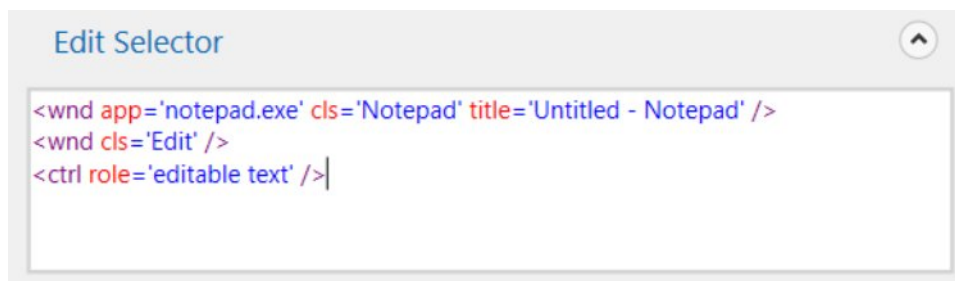 Edit Selector
<wnd app='notepad.exe' cls='Notepad' title='Untitled - Notepad' />
<wnd cls='Edit' />
<ctrl role='editable text' />